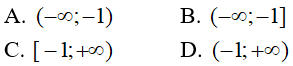 A. (−∞;−1) B. (−∞;−1]
C. [−1;+∞) D. (−1;+∞)